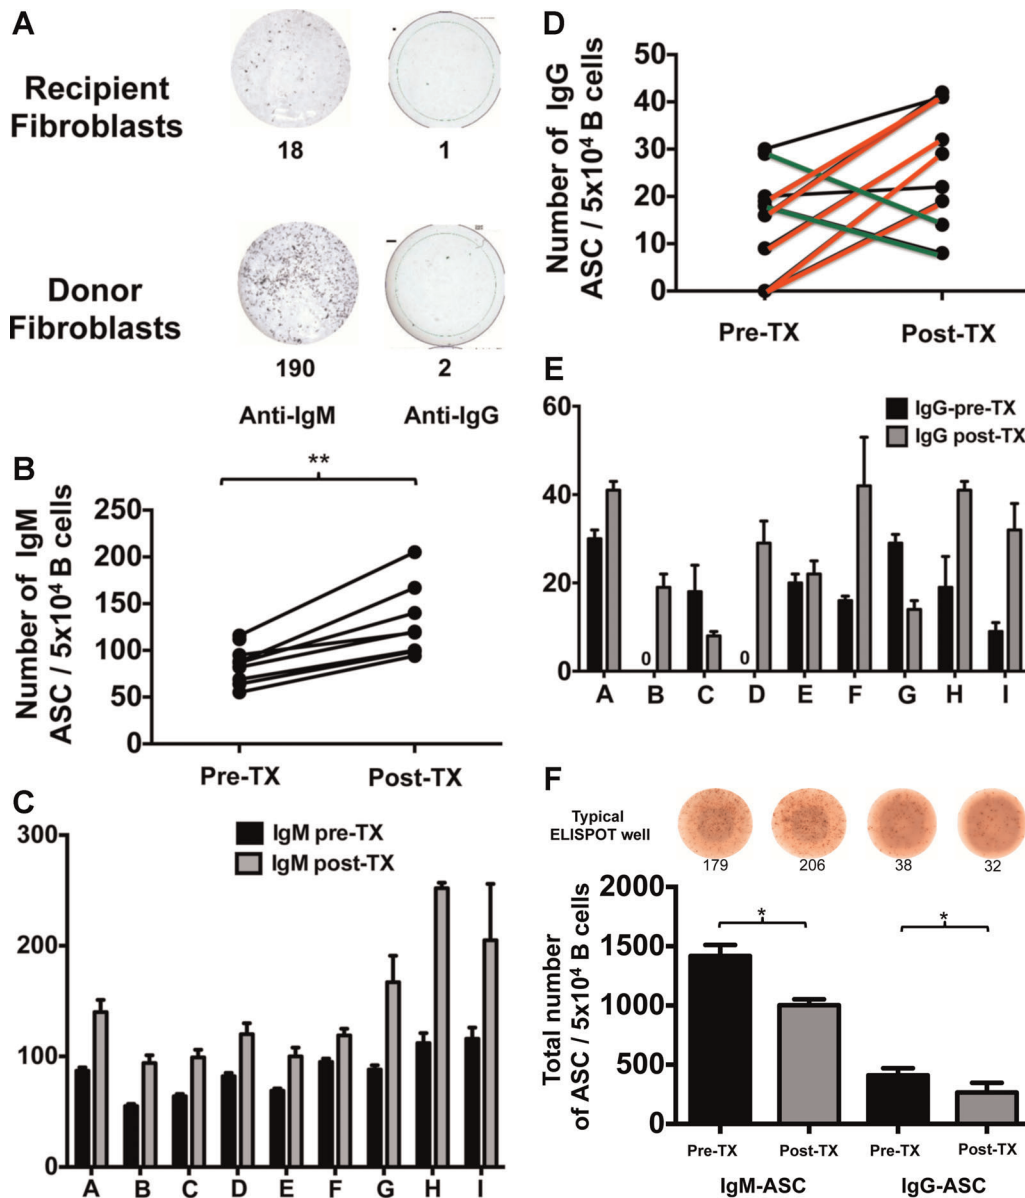 A
Recipient
Fibroblasts
18
1
Donor
Fibroblasts
190
2
Anti-IgM
Anti-IgG
B
**
Number of IgM
ASC / 5x10⁴ B cells
250
200
150
100
50
0
Pre-TX
Post-TX
C
300
200
100
0
IgM pre-TX
IgM post-TX
A B C D E F G H I
D
Number of IgG
ASC / 5x10⁴ B cells
50
40
30
20
10
0
Pre-TX
Post-TX
E
60
40
20
0
IgG-pre-TX
IgG post-TX
0
0
A B C D E F G H I
F
Typical
ELISPOT well
179
206
38
32
Total number
of ASC / 5x10⁴ B cells
2000
1500
1000
500
0
*
*
Pre-TX
Post-TX
Pre-TX
Post-TX
IgM-ASC
IgG-ASC